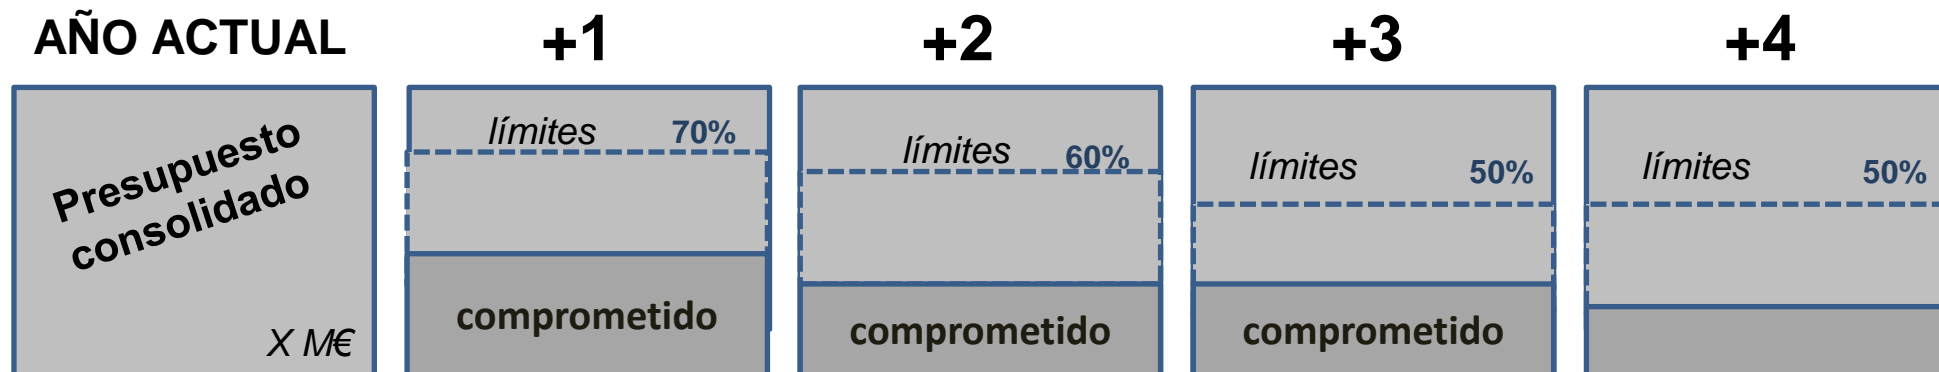 AÑO ACTUAL
+1
+2
+3
+4
Presupuesto
consolidado
X M€
límites 70%
comprometido
límites 60%
comprometido
límites 50%
comprometido
límites 50%